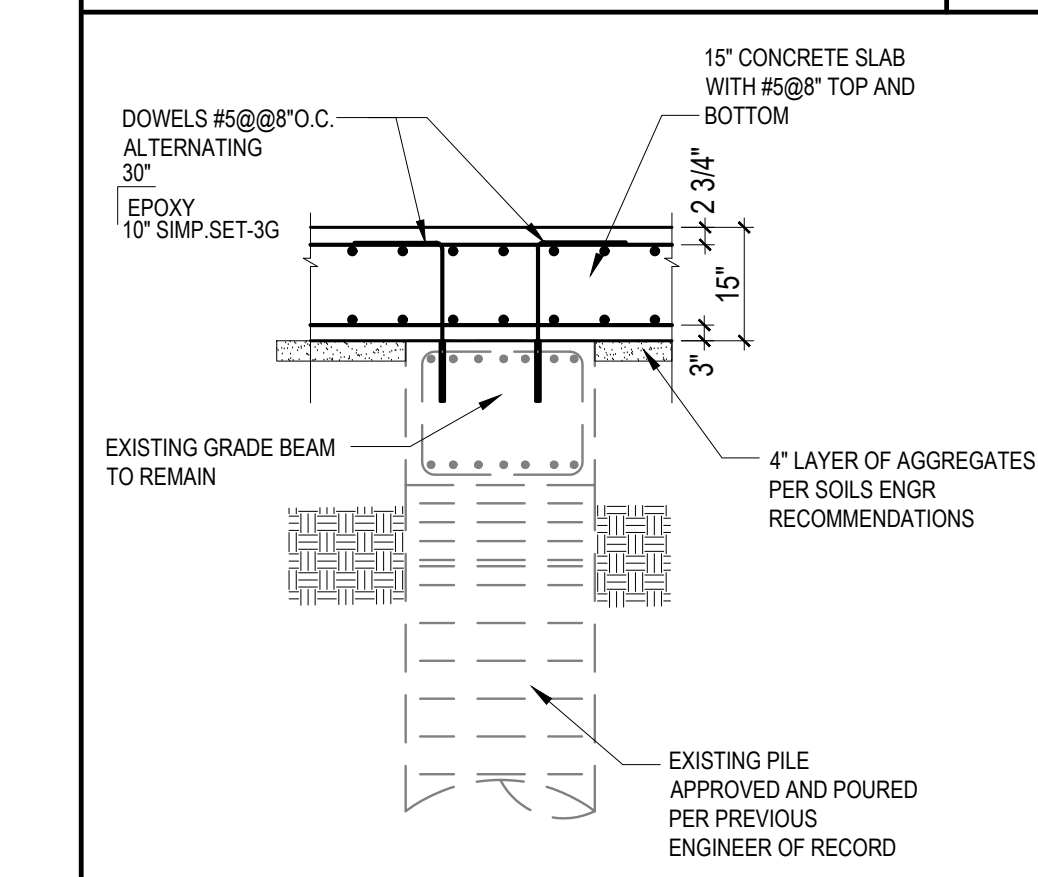 15" CONCRETE SLAB
WITH #5@8" TOP AND
BOTTOM
DOWELS #5@@8"O.C.
ALTERNATING
30"
EPOXY
10" SIMP.SET-3G
2 3/4"
15"
3"
EXISTING GRADE BEAM
TO REMAIN
4" LAYER OF AGGREGATES
PER SOILS ENGR
RECOMMENDATIONS
EXISTING PILE
APPROVED AND POURED
PER PREVIOUS
ENGINEER OF RECORD